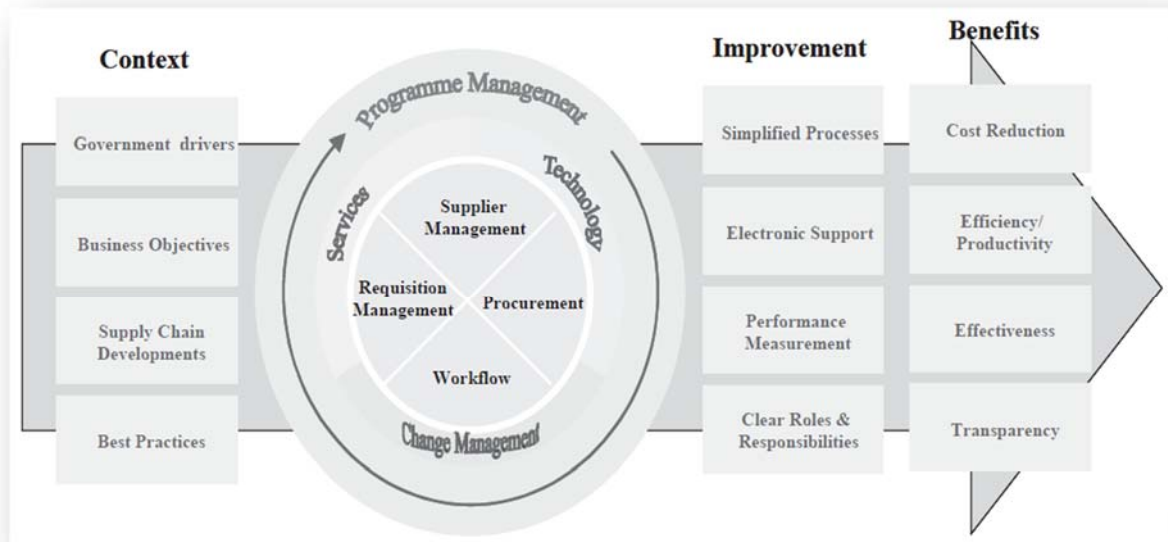 Context
Government drivers
Business Objectives
Supply Chain
Developments
Best Practices
Programme Management
Services
Technology
Supplier
Management
Requisition
Management
Procurement
Workflow
Change Management
Improvement
Simplified Processes
Electronic Support
Performance
Measurement
Clear Roles &
Responsibilities
Benefits
Cost Reduction
Efficiency/
Productivity
Effectiveness
Transparency